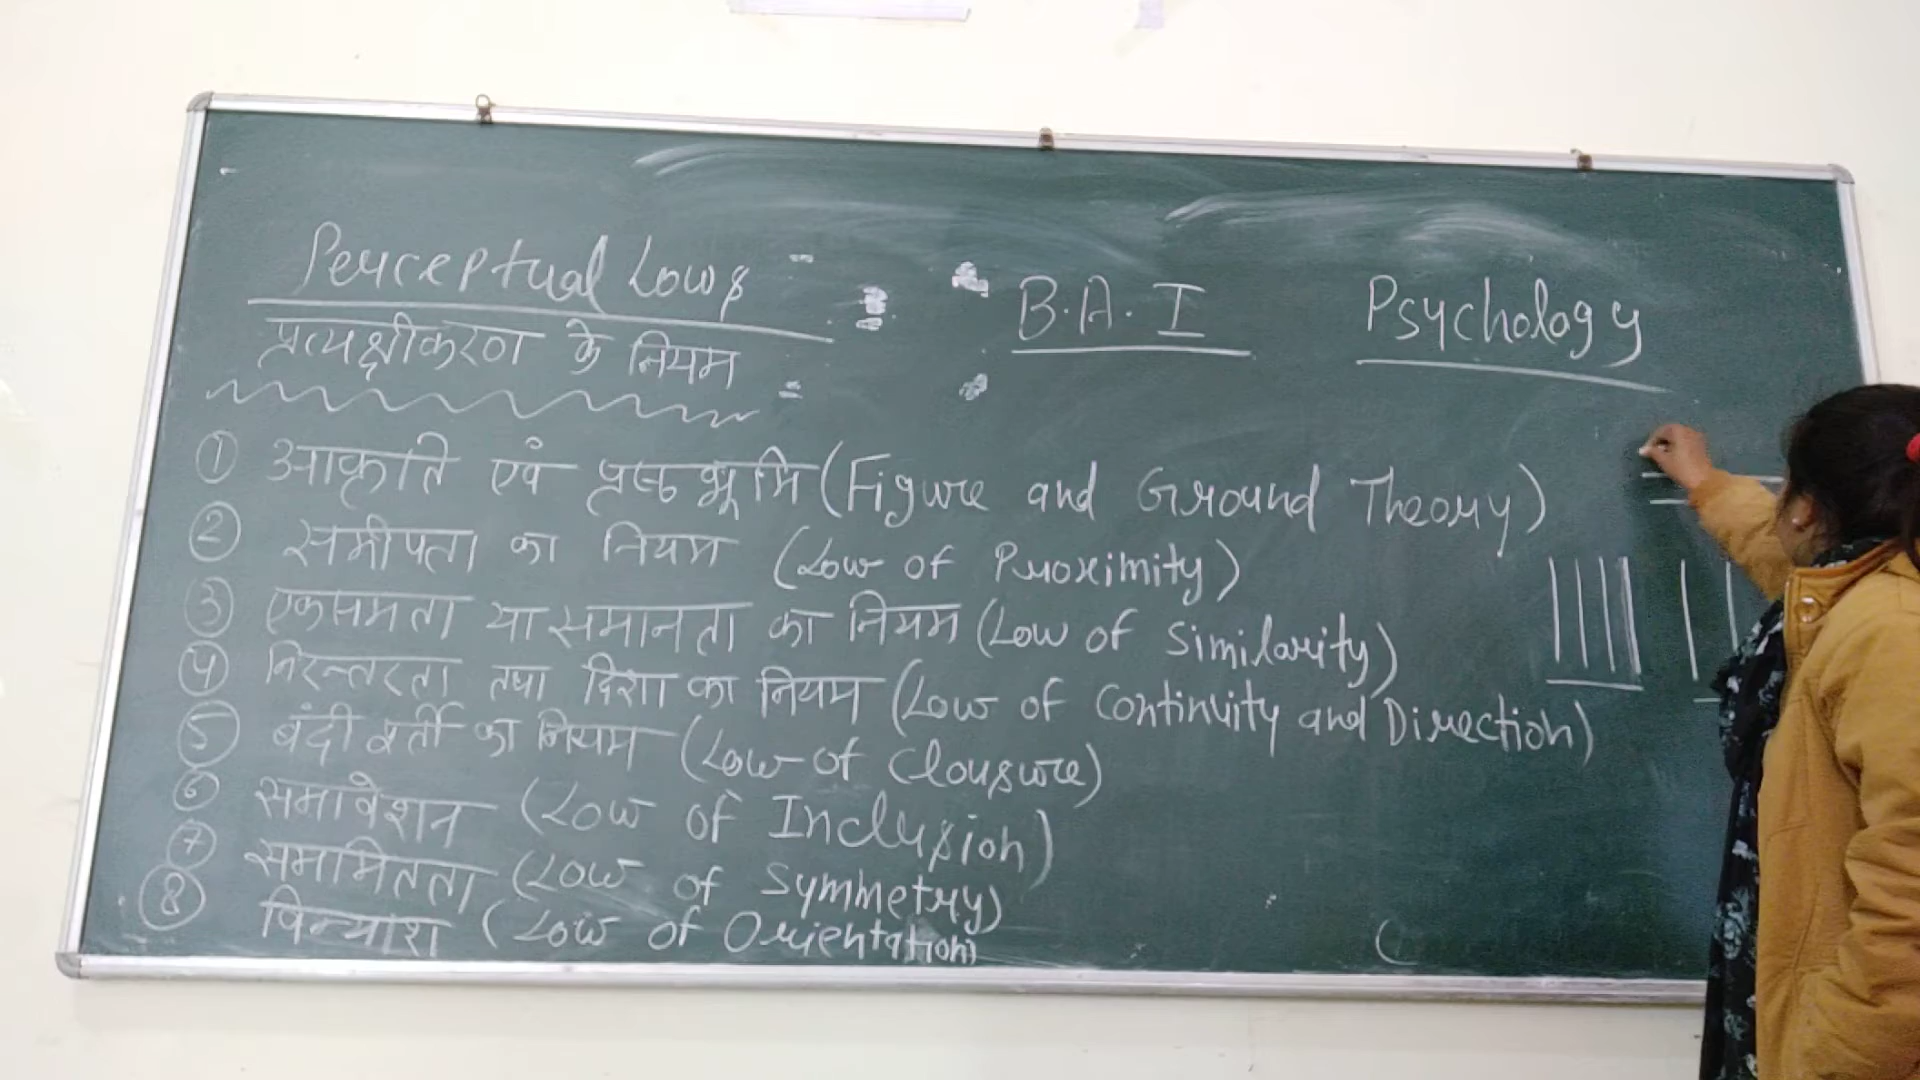 Perceptual Lows
प्रत्यक्षीकरण के नियम
B.A. I
Psychology
① आकृति एवं पृष्ठभूमि (Figure and Ground Theory)
② समीपता का नियम (Low of Proximity)
③ एकसमता या समानता का नियम (Low of Similarity)
④ निरन्तरता तथा दिशा का नियम (Low of Continuity and Direction)
⑤ बंदी वर्ती का नियम (Low of Clousure)
⑥ समावेशन (Low of Inclusion)
⑦ सममितता (Low of Symmetry)
⑧ विन्याश (Low of Orientation)